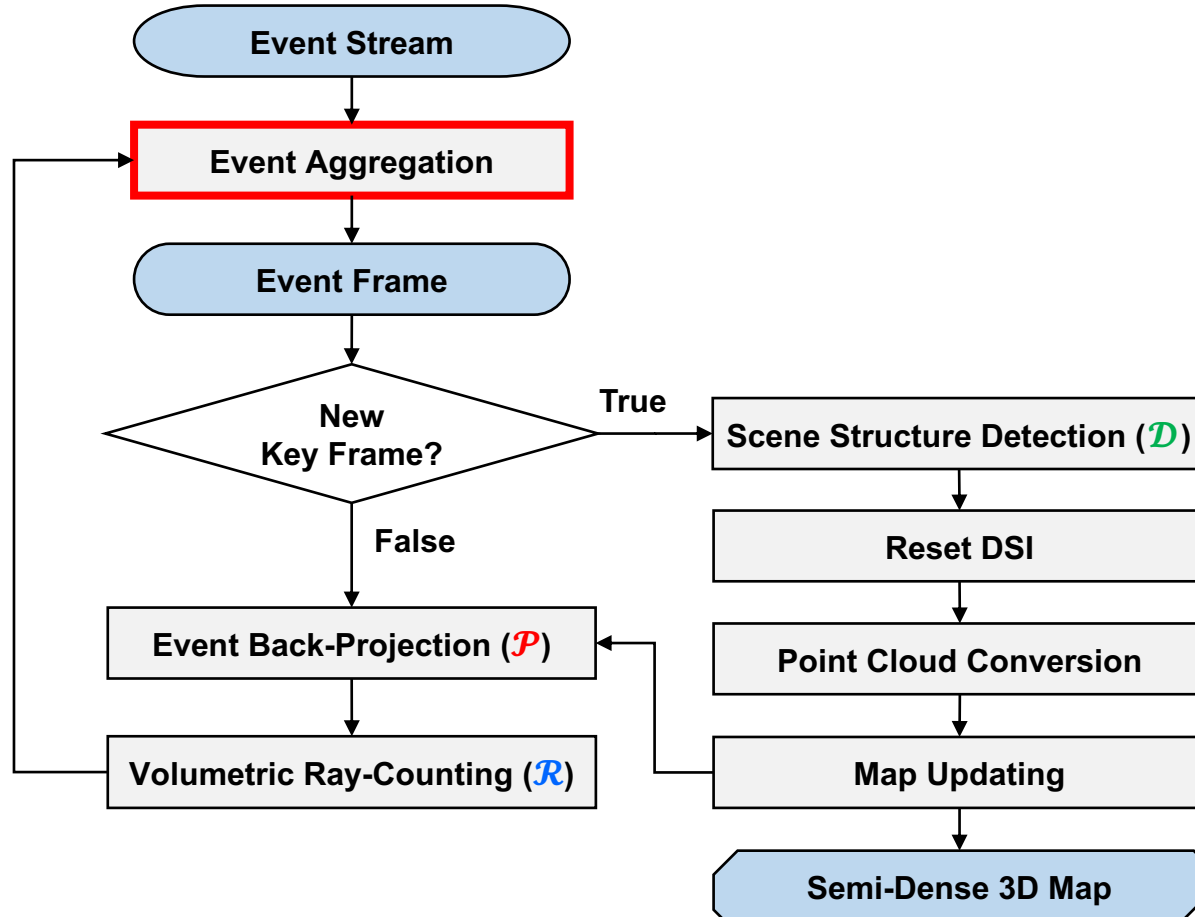 Event Stream
Event Aggregation
Event Frame
New
Key Frame?
True
False
Event Back-Projection (𝒫)
Volumetric Ray-Counting (ℛ)
Scene Structure Detection (𝒟)
Reset DSI
Point Cloud Conversion
Map Updating
Semi-Dense 3D Map